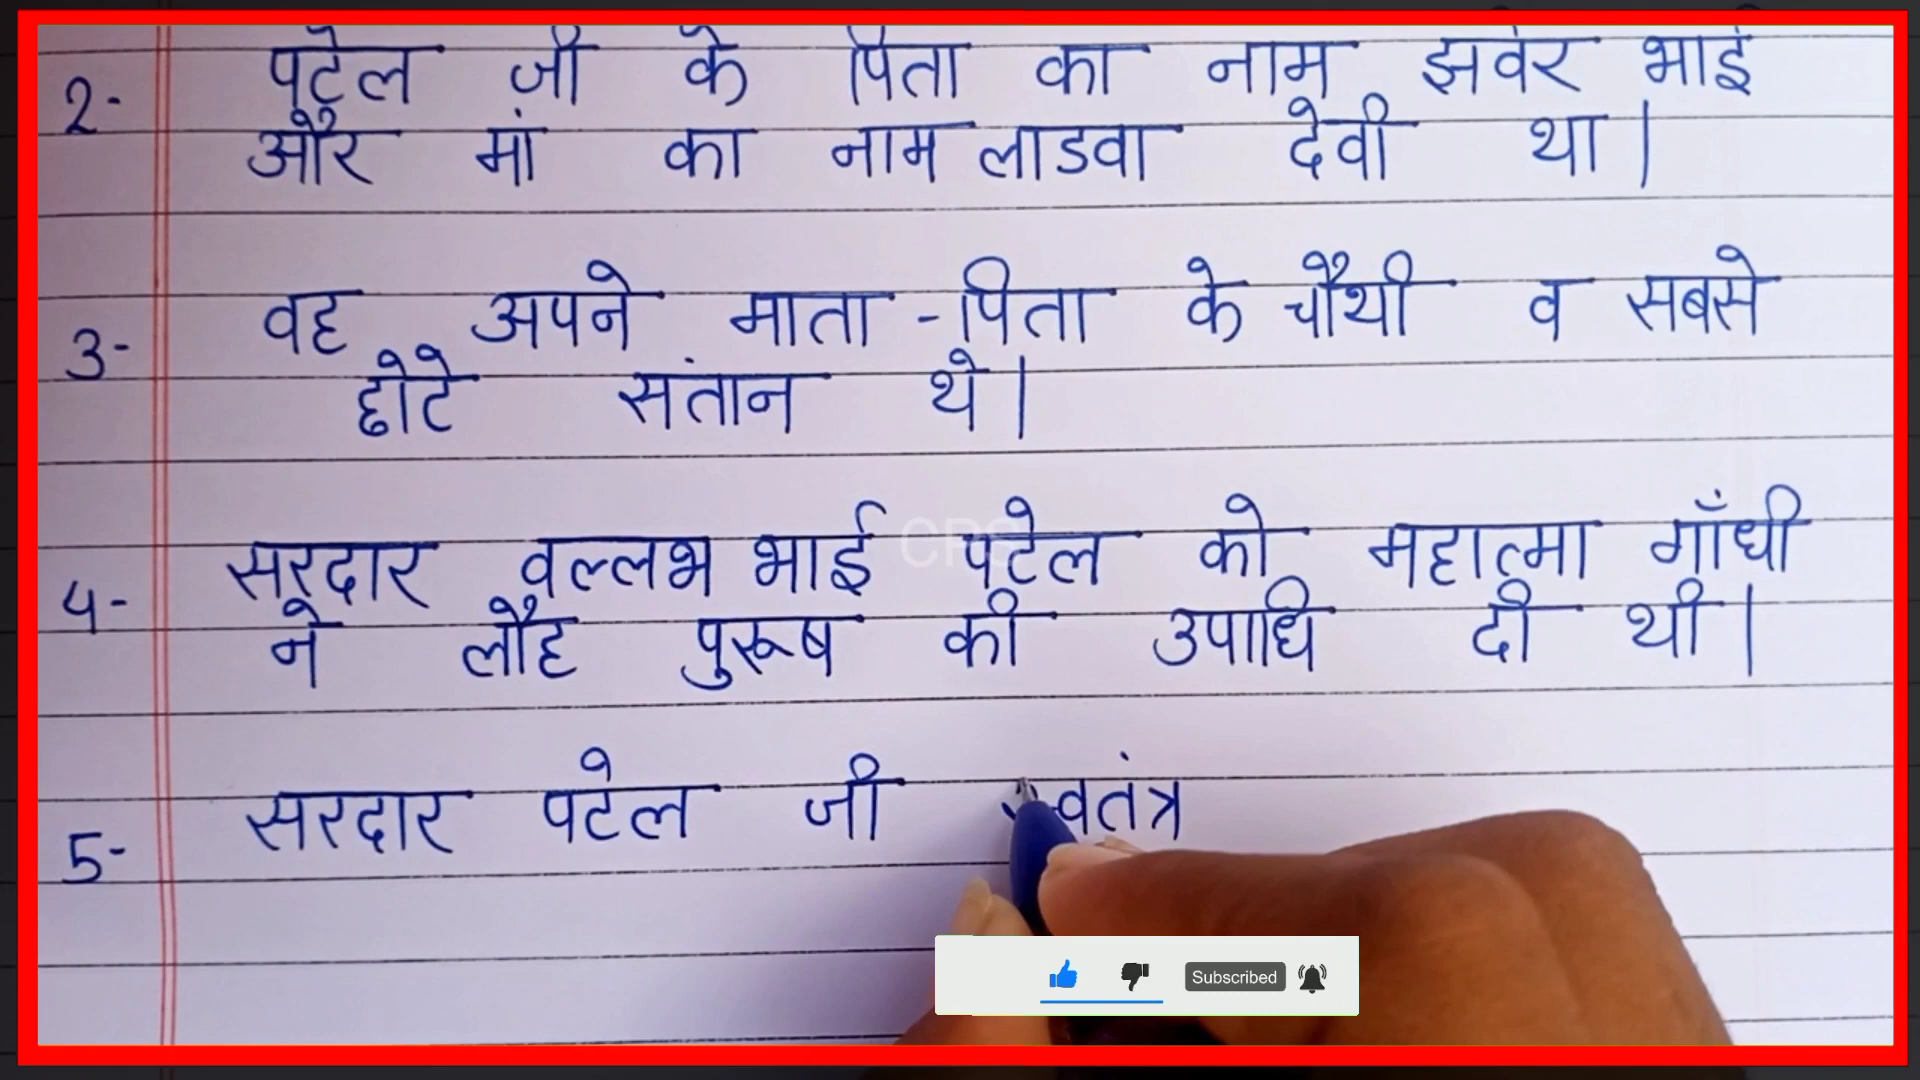 2- पटेल जी के पिता का नाम झवेर भाई
और मां का नाम लाडवा देवी था।
3- वह अपने माता-पिता के चौथी व सबसे
छोटे संतान थे।
4- सरदार वल्लभ भाई पटेल को महात्मा गाँधी
ने लौह पुरूष की उपाधि दी थी।
5- सरदार पटेल जी स्वतंत्र
CPS
Subscribed